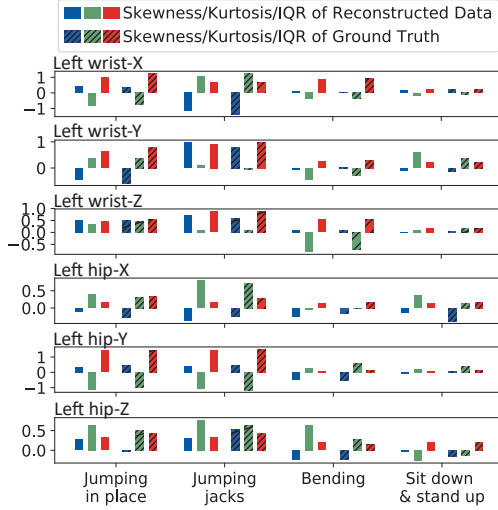 Skewness/Kurtosis/IQR of Reconstructed Data
Skewness/Kurtosis/IQR of Ground Truth
Left wrist-X
1
0
−1
Left wrist-Y
1
0
Left wrist-Z
1.0
0.5
0.0
−0.5
Left hip-X
0.5
0.0
Left hip-Y
1
0
−1
Left hip-Z
0.5
0.0
Jumping in place
Jumping jacks
Bending
Sit down & stand up